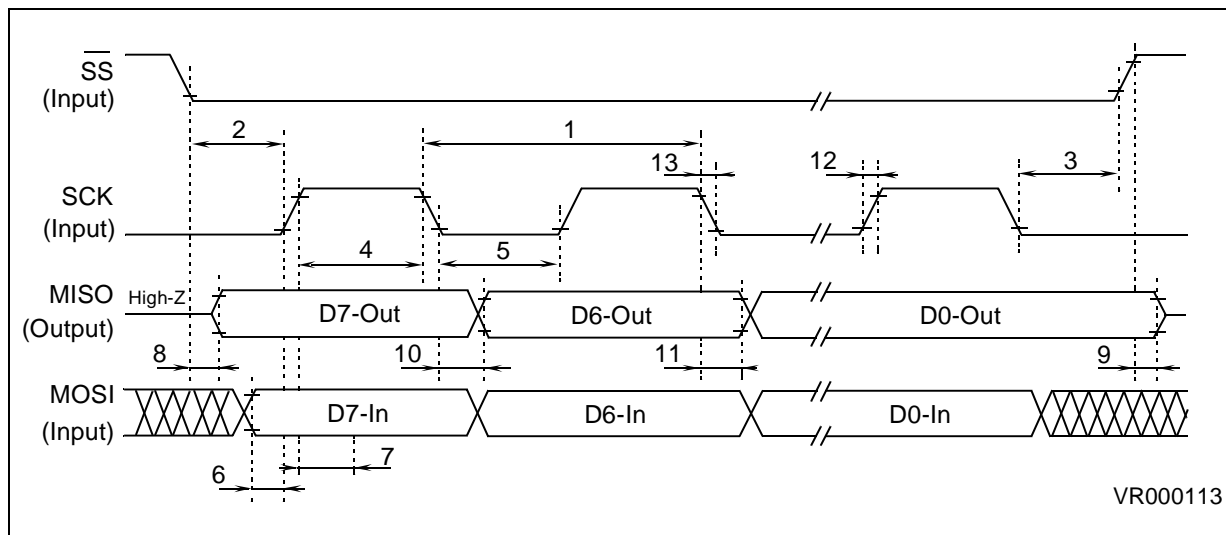 SS
(Input)
2
1
13
12
3
SCK
(Input)
4
5
MISO
(Output)
High-Z
D7-Out
D6-Out
D0-Out
8
10
11
9
MOSI
(Input)
D7-In
D6-In
D0-In
7
6
VR000113